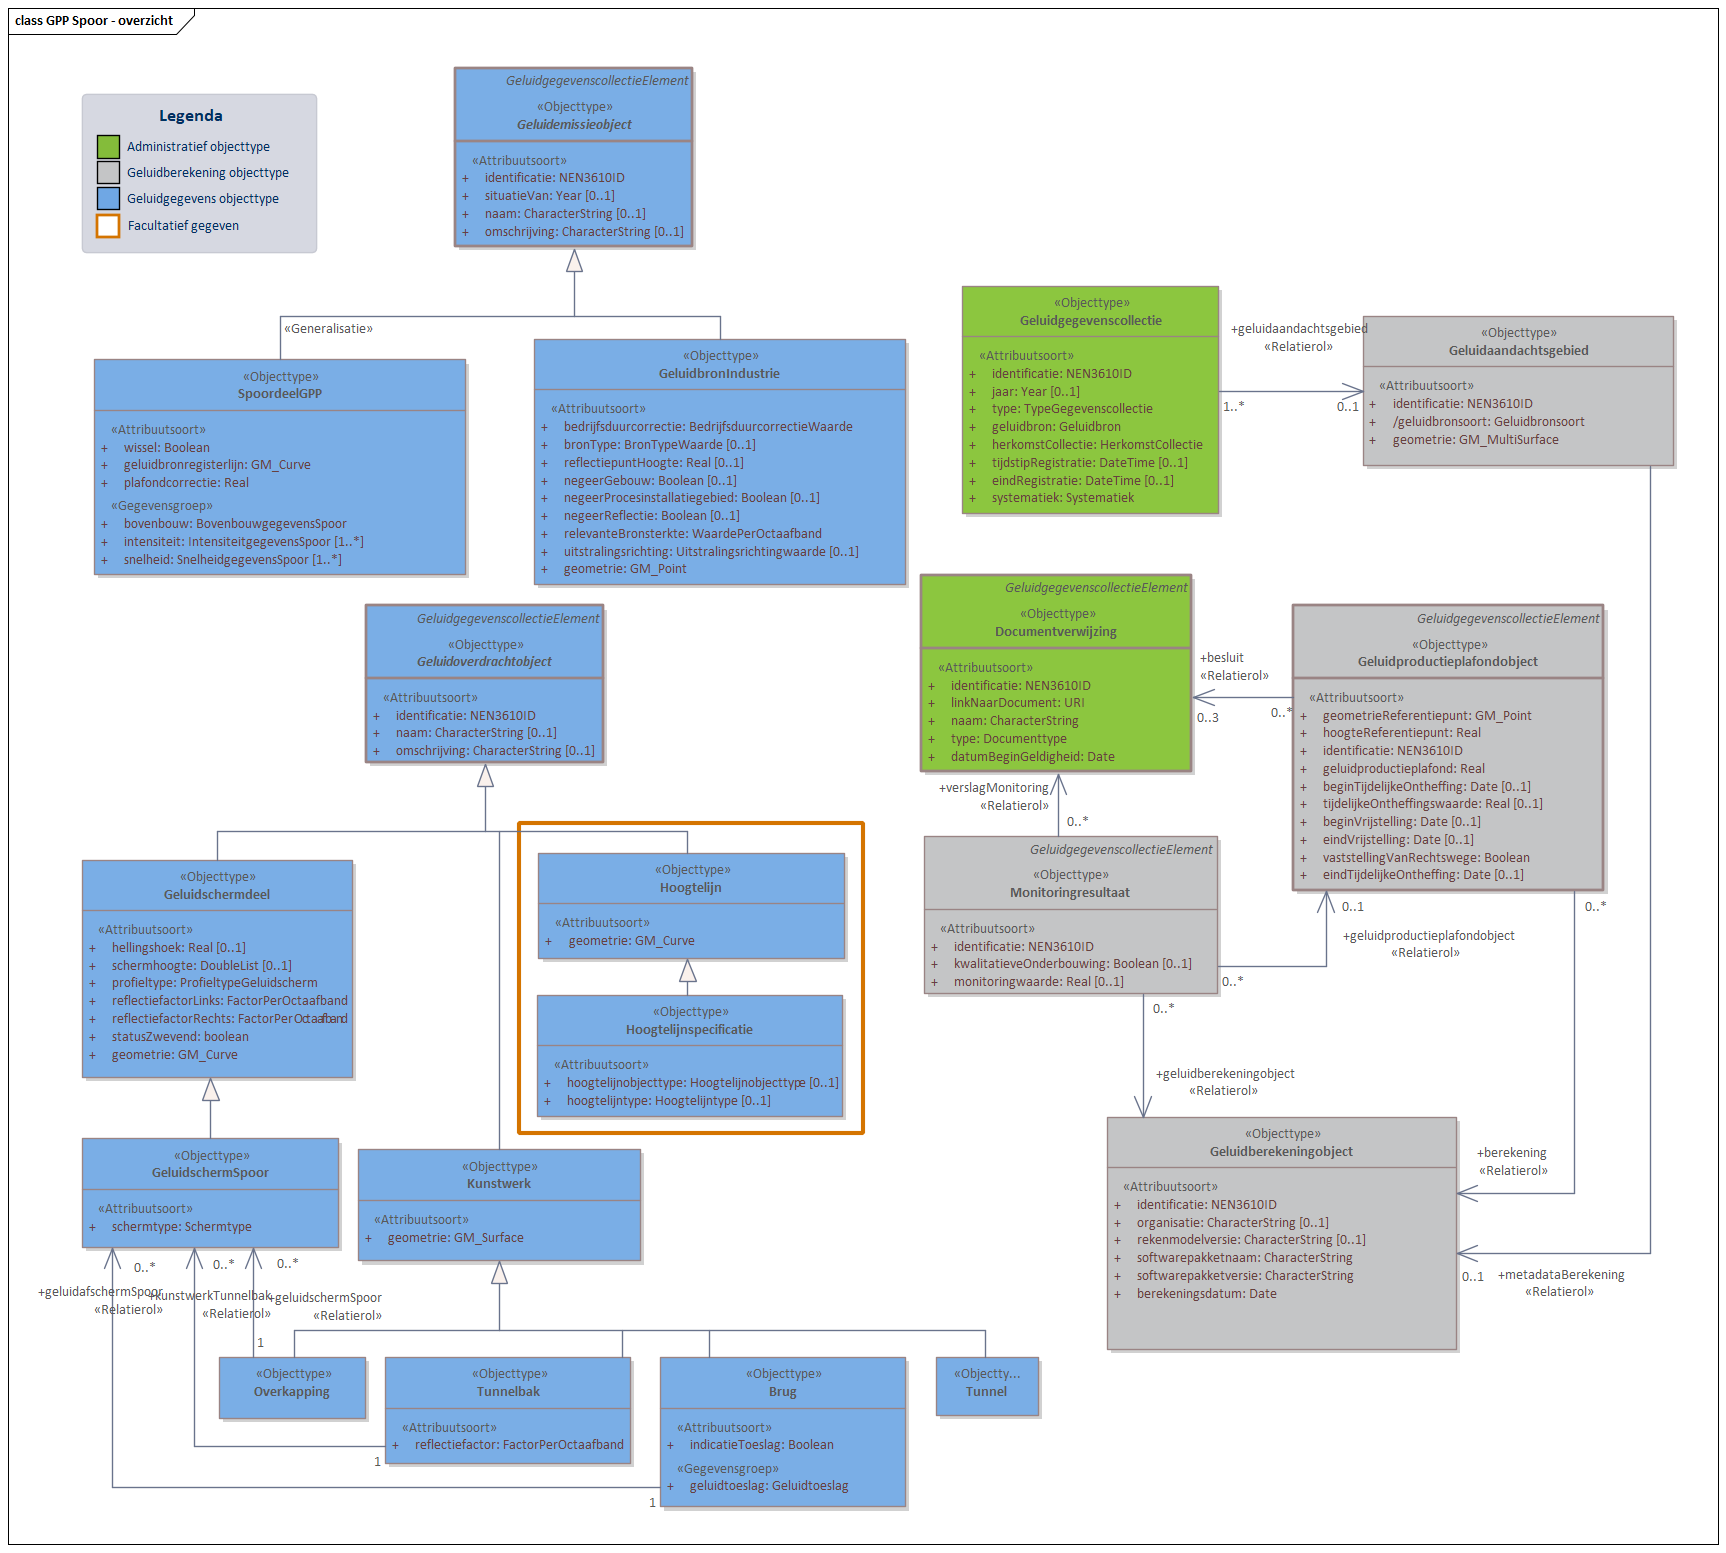 class GPP Spoor - overzicht
Legenda
Administratief objecttype
Geluidberekening objecttype
Geluidgegevens objecttype
Facultatief gegeven
GeluidgegevenscollectieElement
«Objecttype»
Geluidemissieobject
«Attribuutsoort»
+ identificatie: NEN3610ID
+ situatieVan: Year [0..1]
+ naam: CharacterString [0..1]
+ omschrijving: CharacterString [0..1]
«Generalisatie»
«Objecttype»
SpoordeelGPP
«Attribuutsoort»
+ wissel: Boolean
+ geluidbronregisterlijn: GM_Curve
+ plafondcorrectie: Real
«Gegevensgroep»
+ bovenbouw: BovenbouwgegevensSpoor
+ intensiteit: IntensiteitgegevensSpoor [1..*]
+ snelheid: SnelheidgegevensSpoor [1..*]
«Objecttype»
GeluidbronIndustrie
«Attribuutsoort»
+ bedrijfsduurcorrectie: BedrijfsduurcorrectieWaarde
+ bronType: BronTypeWaarde [0..1]
+ reflectiepuntHoogte: Real [0..1]
+ negeerGebouw: Boolean [0..1]
+ negeerProcesinstallatiegebied: Boolean [0..1]
+ negeerReflectie: Boolean [0..1]
+ relevanteBronsterkte: WaardePerOctaafband
+ uitstralingsrichting: Uitstralingsrichtingwaarde [0..1]
+ geometrie: GM_Point
«Objecttype»
Geluidgegevenscollectie
«Attribuutsoort»
+ identificatie: NEN3610ID
+ jaar: Year [0..1]
+ type: TypeGegevenscollectie
+ geluidbron: Geluidbron
+ herkomstCollectie: HerkomstCollectie
+ tijdstipRegistratie: DateTime [0..1]
+ eindRegistratie: DateTime [0..1]
+ systematiek: Systematiek
+geluidaandachtsgebied
«Relatierol»
1..*
0..1
«Objecttype»
Geluidaandachtsgebied
«Attribuutsoort»
+ identificatie: NEN3610ID
+ /geluidbronsoort: Geluidbronsoort
+ geometrie: GM_MultiSurface
GeluidgegevenscollectieElement
«Objecttype»
Geluidoverdrachtobject
«Attribuutsoort»
+ identificatie: NEN3610ID
+ naam: CharacterString [0..1]
+ omschrijving: CharacterString [0..1]
GeluidgegevenscollectieElement
«Objecttype»
Documentverwijzing
«Attribuutsoort»
+ identificatie: NEN3610ID
+ linkNaarDocument: URI
+ naam: CharacterString
+ type: Documenttype
+ datumBeginGeldigheid: Date
+besluit
«Relatierol»
0..3
0..*
GeluidgegevenscollectieElement
«Objecttype»
Geluidproductieplafondobject
«Attribuutsoort»
+ geometrieReferentiepunt: GM_Point
+ hoogteReferentiepunt: Real
+ identificatie: NEN3610ID
+ geluidproductieplafond: Real
+ beginTijdelijkeOntheffing: Date [0..1]
+ tijdelijkeOntheffingswaarde: Real [0..1]
+ beginVrijstelling: Date [0..1]
+ eindVrijstelling: Date [0..1]
+ vaststellingVanRechtswege: Boolean
+ eindTijdelijkeOntheffing: Date [0..1]
+verslagMonitoring
«Relatierol»
0..*
GeluidgegevenscollectieElement
«Objecttype»
Monitoringresultaat
«Attribuutsoort»
+ identificatie: NEN3610ID
+ kwalitatieveOnderbouwing: Boolean [0..1]
+ monitoringwaarde: Real [0..1]
0..1
0..*
+geluidproductieplafondobject
«Relatierol»
0..*
0..*
+geluidberekeningobject
«Relatierol»
«Objecttype»
Geluidschermdeel
«Attribuutsoort»
+ hellingshoek: Real [0..1]
+ schermhoogte: DoubleList [0..1]
+ profieltype: ProfieltypeGeluidscherm
+ reflectiefactorLinks: FactorPerOctaafband
+ reflectiefactorRechts: FactorPerOctaafband
+ statusZwevend: boolean
+ geometrie: GM_Curve
«Objecttype»
Hoogtelijn
«Attribuutsoort»
+ geometrie: GM_Curve
«Objecttype»
Hoogtelijnspecificatie
«Attribuutsoort»
+ hoogtelijnobjecttype: Hoogtelijnobjecttype [0..1]
+ hoogtelijntype: Hoogtelijntype [0..1]
«Objecttype»
GeluidschermSpoor
«Attribuutsoort»
+ schermtype: Schermtype
«Objecttype»
Kunstwerk
«Attribuutsoort»
+ geometrie: GM_Surface
«Objecttype»
Geluidberekeningobject
«Attribuutsoort»
+ identificatie: NEN3610ID
+ organisatie: CharacterString [0..1]
+ rekenmodelversie: CharacterString [0..1]
+ softwarepakketnaam: CharacterString
+ softwarepakketversie: CharacterString
+ berekeningsdatum: Date
+berekening
«Relatierol»
0..1
+metadataBerekening
«Relatierol»
0..*
0..*
0..*
+geluidafschermSpoor
«Relatierol»
+kunstwerkTunnelbak
«Relatierol»
+geluidschermSpoor
«Relatierol»
1
«Objecttype»
Overkapping
«Objecttype»
Tunnelbak
«Attribuutsoort»
+ reflectiefactor: FactorPerOctaafband
1
«Objecttype»
Brug
«Attribuutsoort»
+ indicatieToeslag: Boolean
«Gegevensgroep»
+ geluidtoeslag: Geluidtoeslag
1
«Objectty...
Tunnel